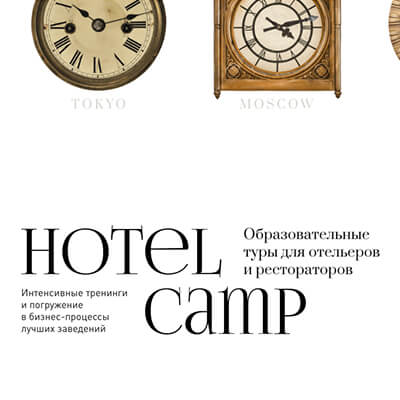 TOKYO
MOSCOW
HOTEL
CAMP
Образовательные
туры для отельеров
и рестораторов
Интенсивные тренинги
и погружение
в бизнес-процессы
лучших заведений